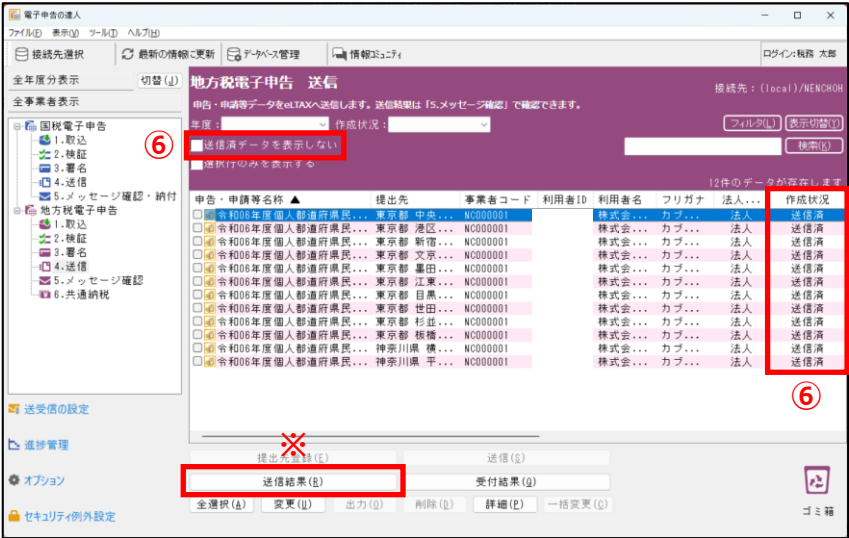 電子申告の達人
ファイル(F) 表示(V) ツール(T) ヘルプ(H)
接続先選択 最新の情報に更新 データベース管理 情報コミュニティ ログイン:税務 太郎
全年度分表示 切替(J)
全事業者表示
国税電子申告
1.取込
2.検証
3.署名
4.送信
5.メッセージ確認・納付
地方税電子申告
1.取込
2.検証
3.署名
4.送信
5.メッセージ確認
6.共通納税
送受信の設定
進捗管理
オプション
セキュリティ例外設定
地方税電子申告 送信
接続先:(local)/NENCHOH
申告・申請等データをeLTAXへ送信します。送信結果は「5.メッセージ確認」で確認できます。
年度: 作成状況: フィルタ(L) 表示切替(Y)
⑥ 送信済データを表示しない 検索(K)
選択行のみを表示する
12件のデータが存在します
申告・申請等名称 ▲ 提出先 事業者コード 利用者ID 利用者名 フリガナ 法人... 作成状況
令和06年度個人都道府県民... 東京都 中央... NC000001 株式会... カブ... 法人 送信済
令和06年度個人都道府県民... 東京都 港区... NC000001 株式会... カブ... 法人 送信済
令和06年度個人都道府県民... 東京都 新宿... NC000001 株式会... カブ... 法人 送信済
令和06年度個人都道府県民... 東京都 文京... NC000001 株式会... カブ... 法人 送信済
令和06年度個人都道府県民... 東京都 墨田... NC000001 株式会... カブ... 法人 送信済
令和06年度個人都道府県民... 東京都 江東... NC000001 株式会... カブ... 法人 送信済
令和06年度個人都道府県民... 東京都 目黒... NC000001 株式会... カブ... 法人 送信済
令和06年度個人都道府県民... 東京都 世田... NC000001 株式会... カブ... 法人 送信済
令和06年度個人都道府県民... 東京都 杉並... NC000001 株式会... カブ... 法人 送信済
令和06年度個人都道府県民... 東京都 板橋... NC000001 株式会... カブ... 法人 送信済
令和06年度個人都道府県民... 神奈川県 横... NC000001 株式会... カブ... 法人 送信済
令和06年度個人都道府県民... 神奈川県 平... NC000001 株式会... カブ... 法人 送信済
⑥
※
提出先登録(E) 送信(S)
送信結果(R) 受付結果(Q)
全選択(A) 変更(U) 出力(O) 削除(D) 詳細(P) 一括変更(C)
ゴミ箱